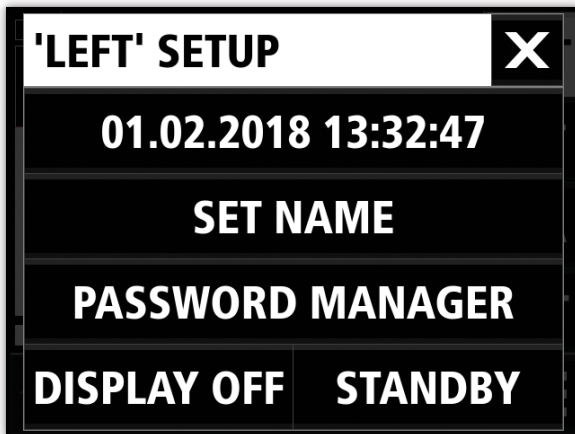 'LEFT' SETUP X
01.02.2018 13:32:47
SET NAME
PASSWORD MANAGER
DISPLAY OFF STANDBY